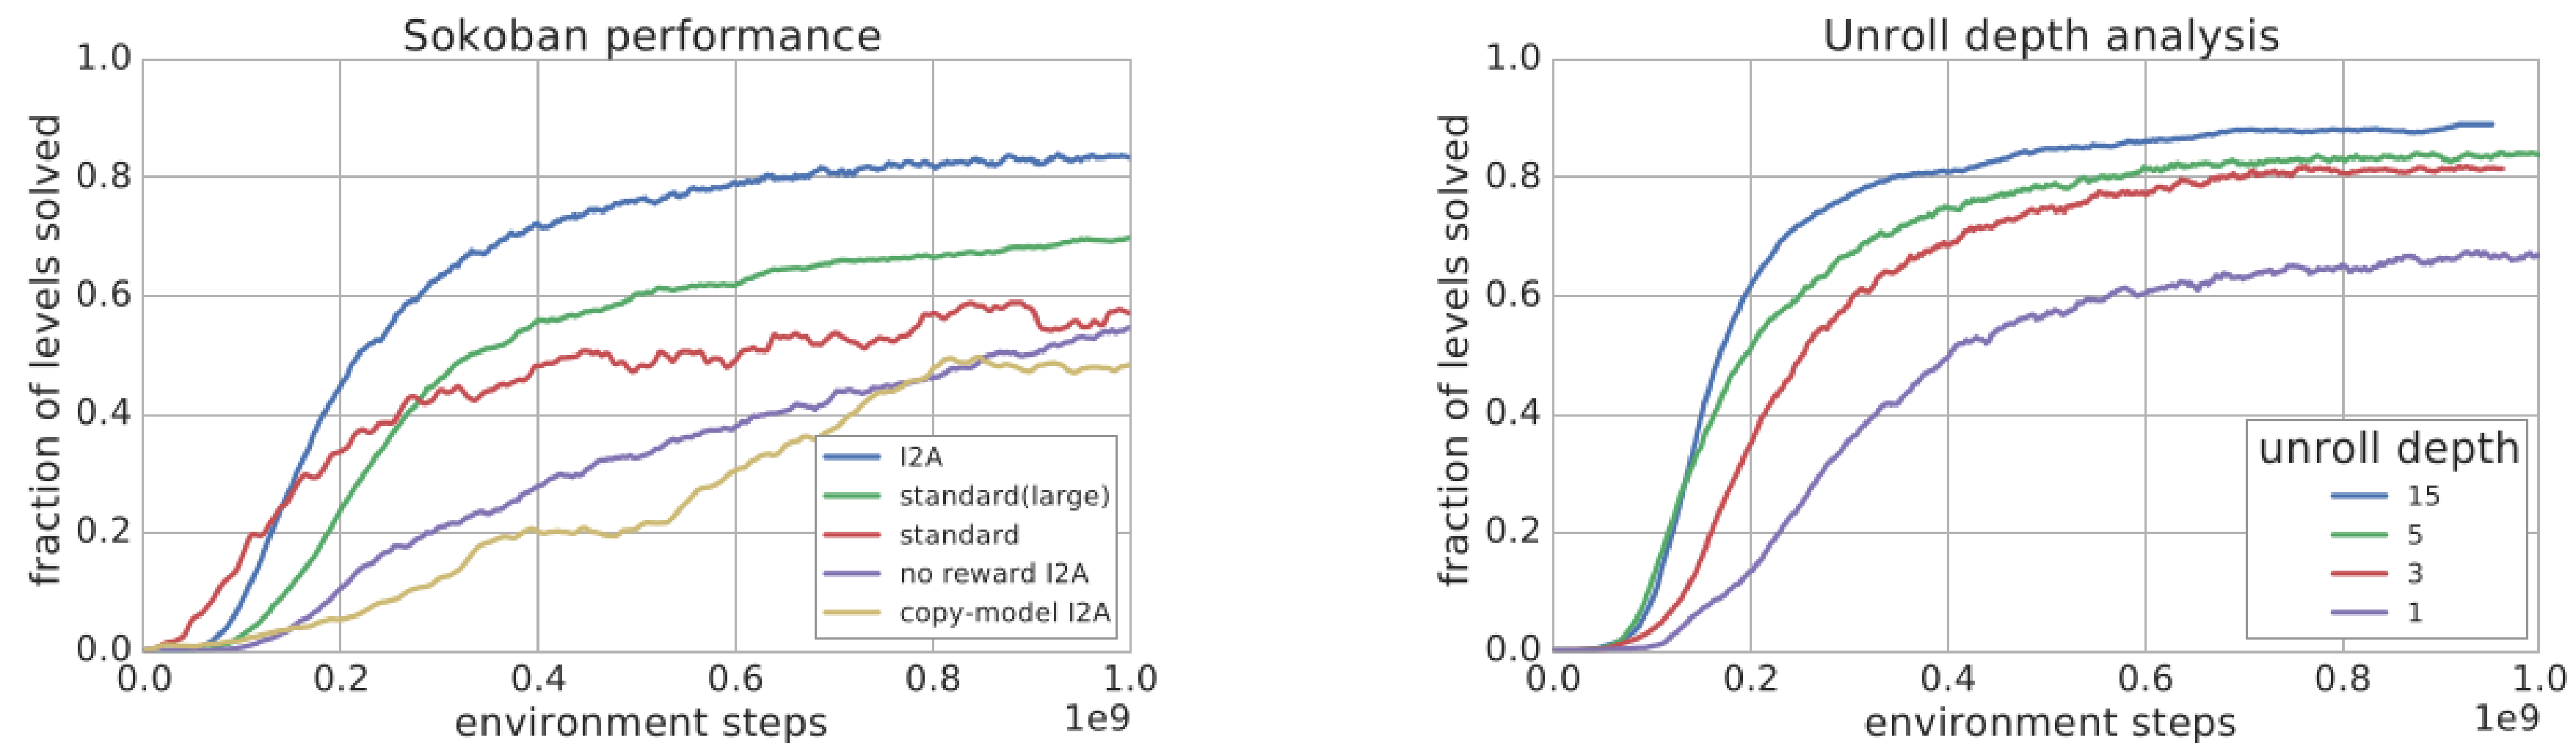 Sokoban performance
fraction of levels solved
1.0
0.8
0.6
0.4
0.2
0.0
0.0 0.2 0.4 0.6 0.8 1.0
environment steps
1e9
I2A
standard(large)
standard
no reward I2A
copy-model I2A
Unroll depth analysis
fraction of levels solved
1.0
0.8
0.6
0.4
0.2
0.0
0.0 0.2 0.4 0.6 0.8 1.0
environment steps
1e9
unroll depth
15
5
3
1